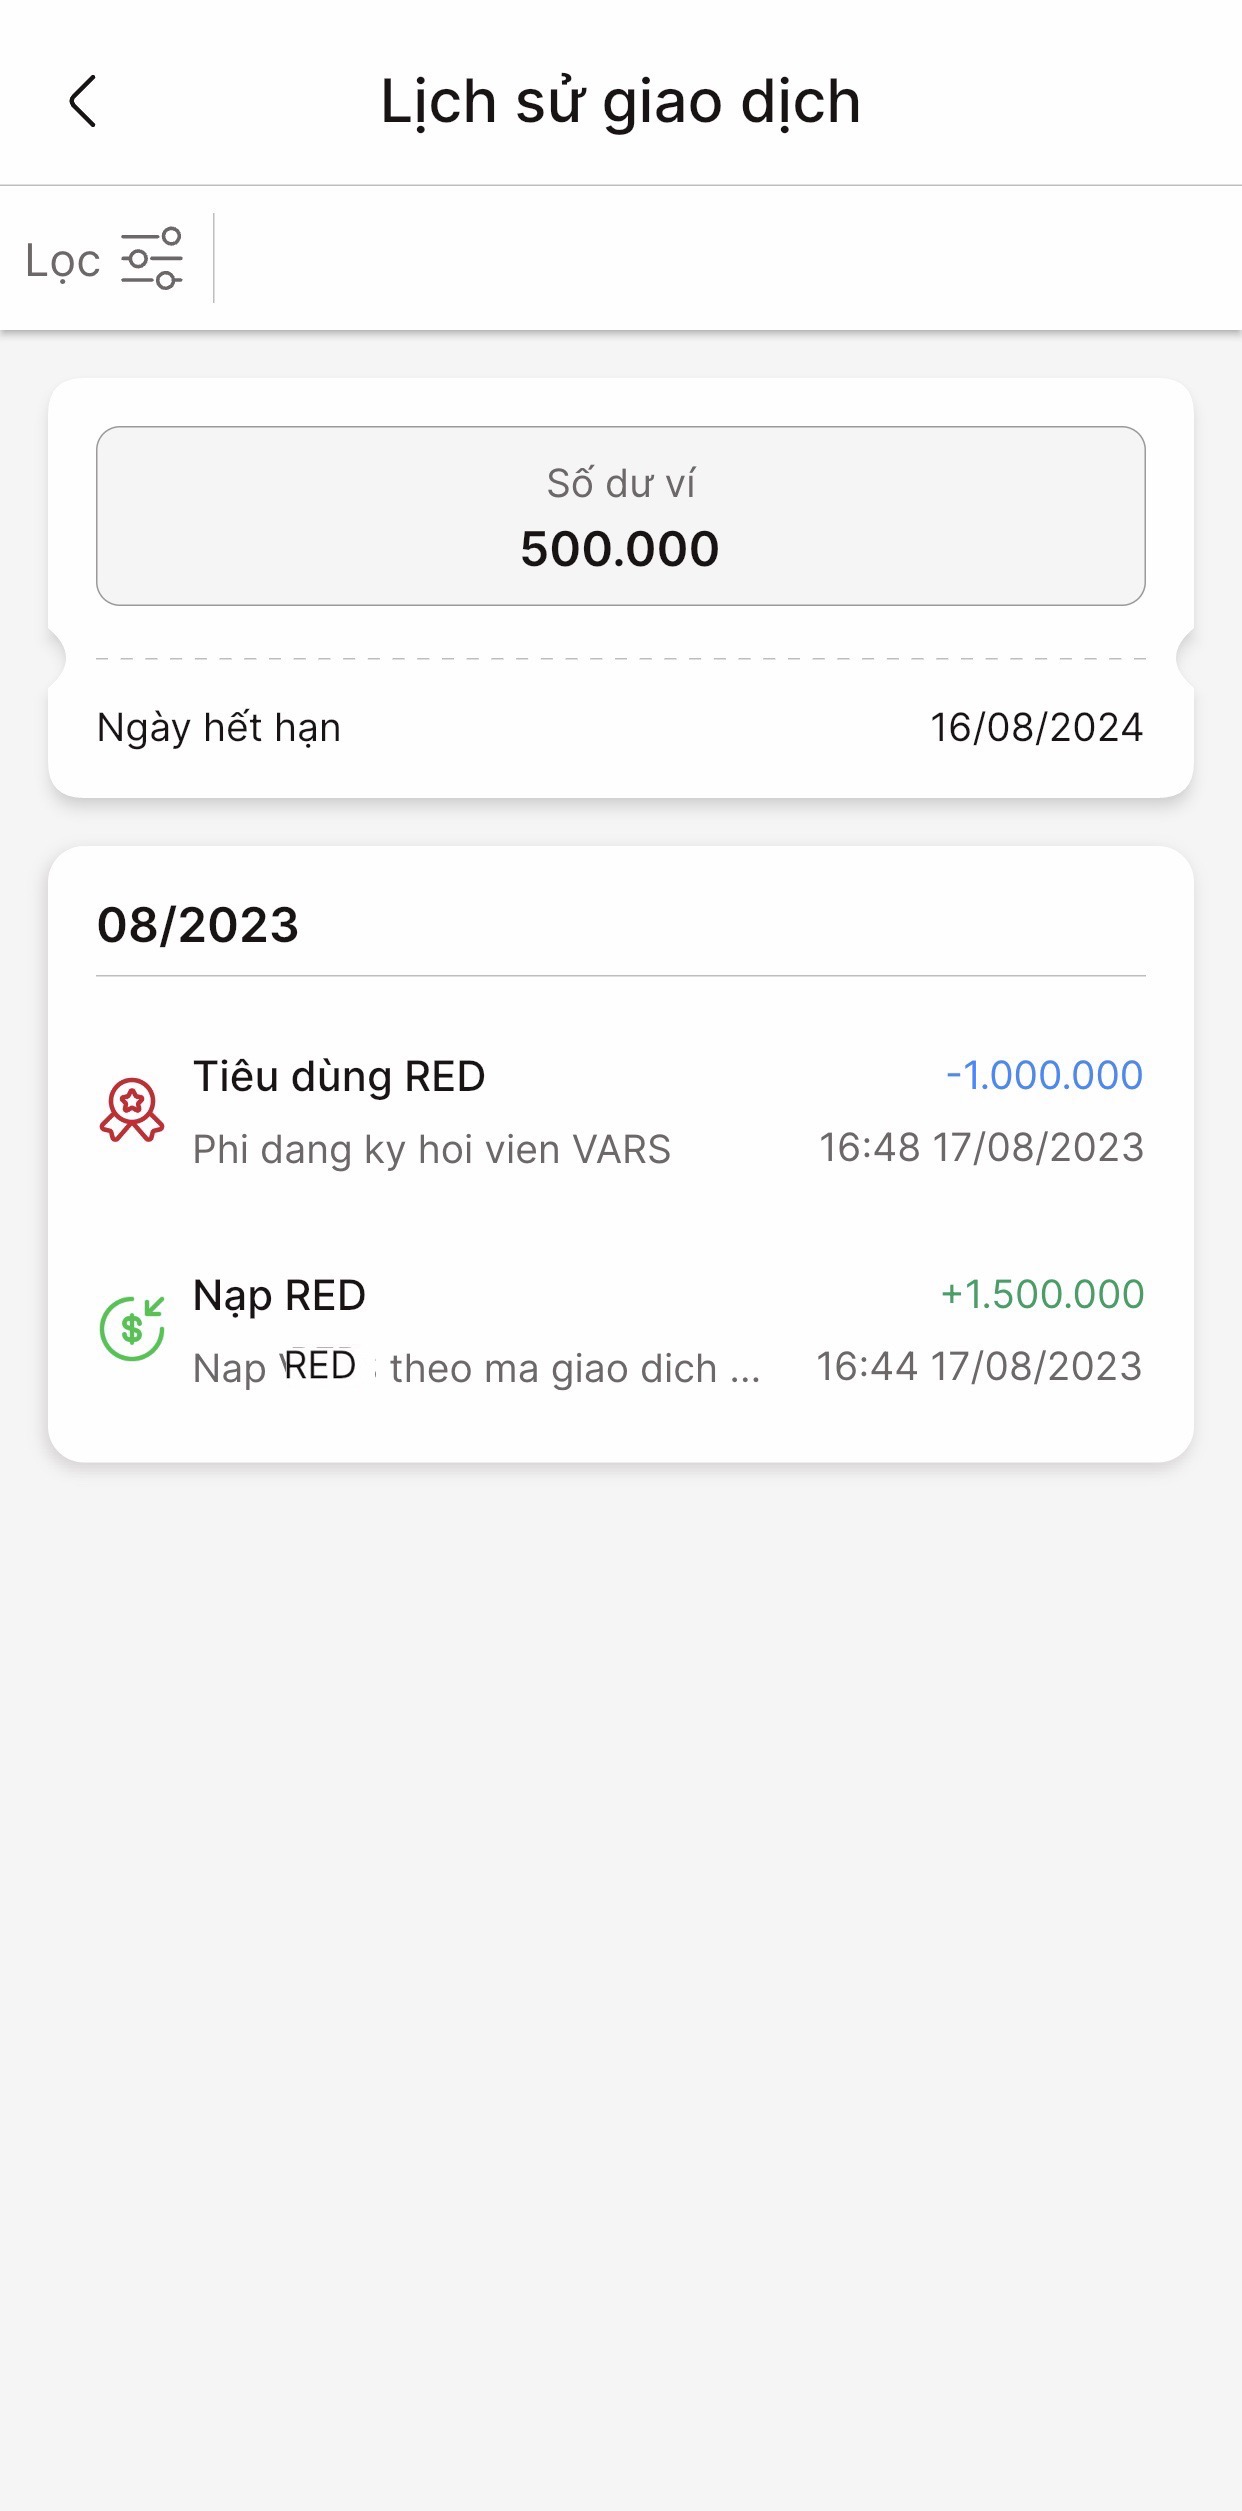 Lịch sử giao dịch
Lọc
Số dư ví
500.000
Ngày hết hạn 16/08/2024
08/2023
Tiêu dùng RED -1.000.000
Phi dang ky hoi vien VARS 16:48 17/08/2023
Nạp RED +1.500.000
Nap RED theo ma giao dich ... 16:44 17/08/2023